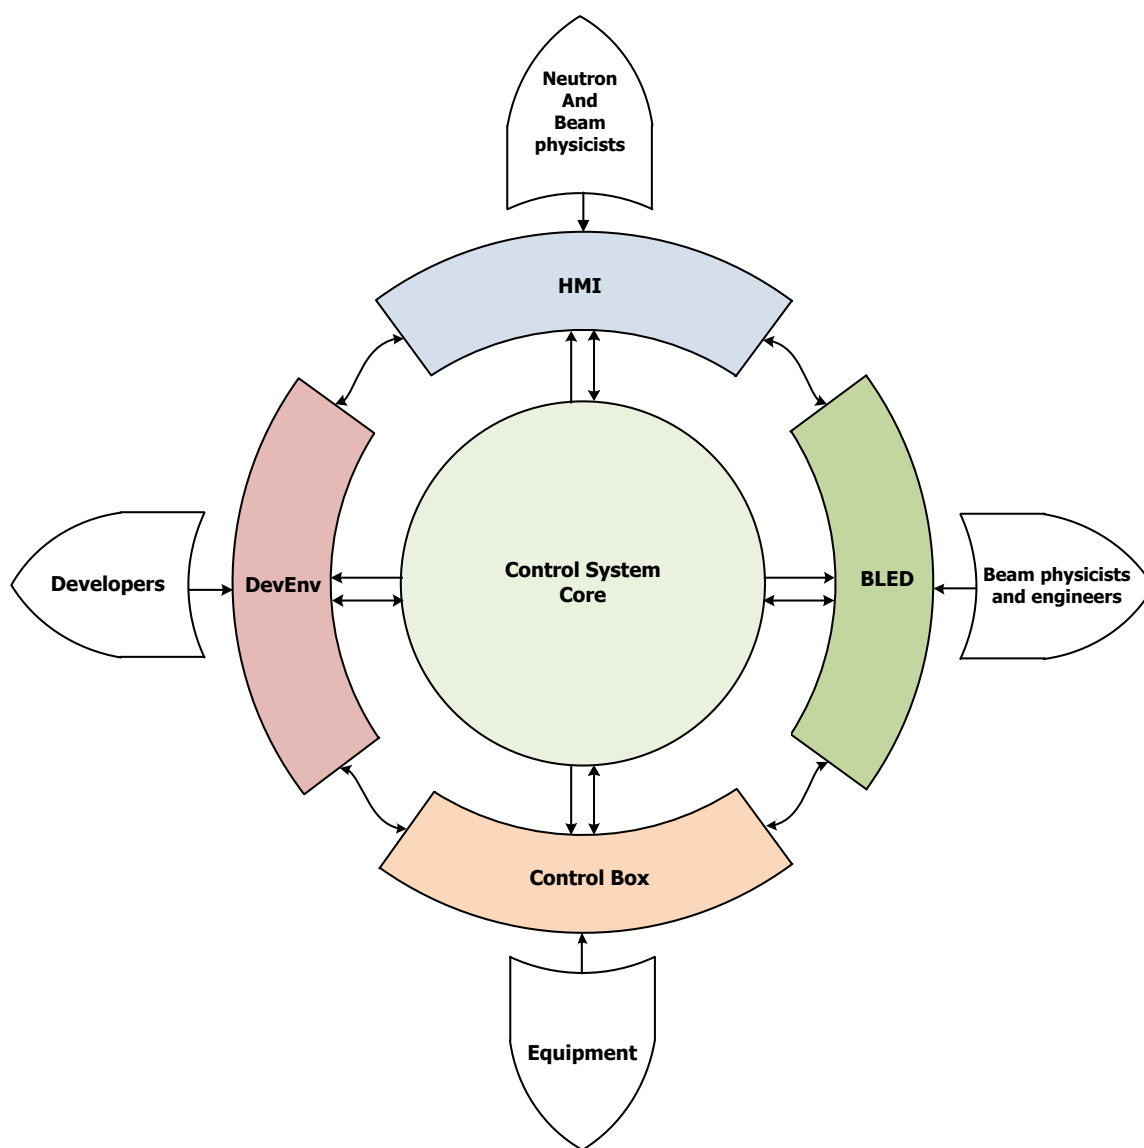 Neutron
And
Beam
physicists
HMI
Developers
DevEnv
Control System
Core
BLED
Beam physicists
and engineers
Control Box
Equipment